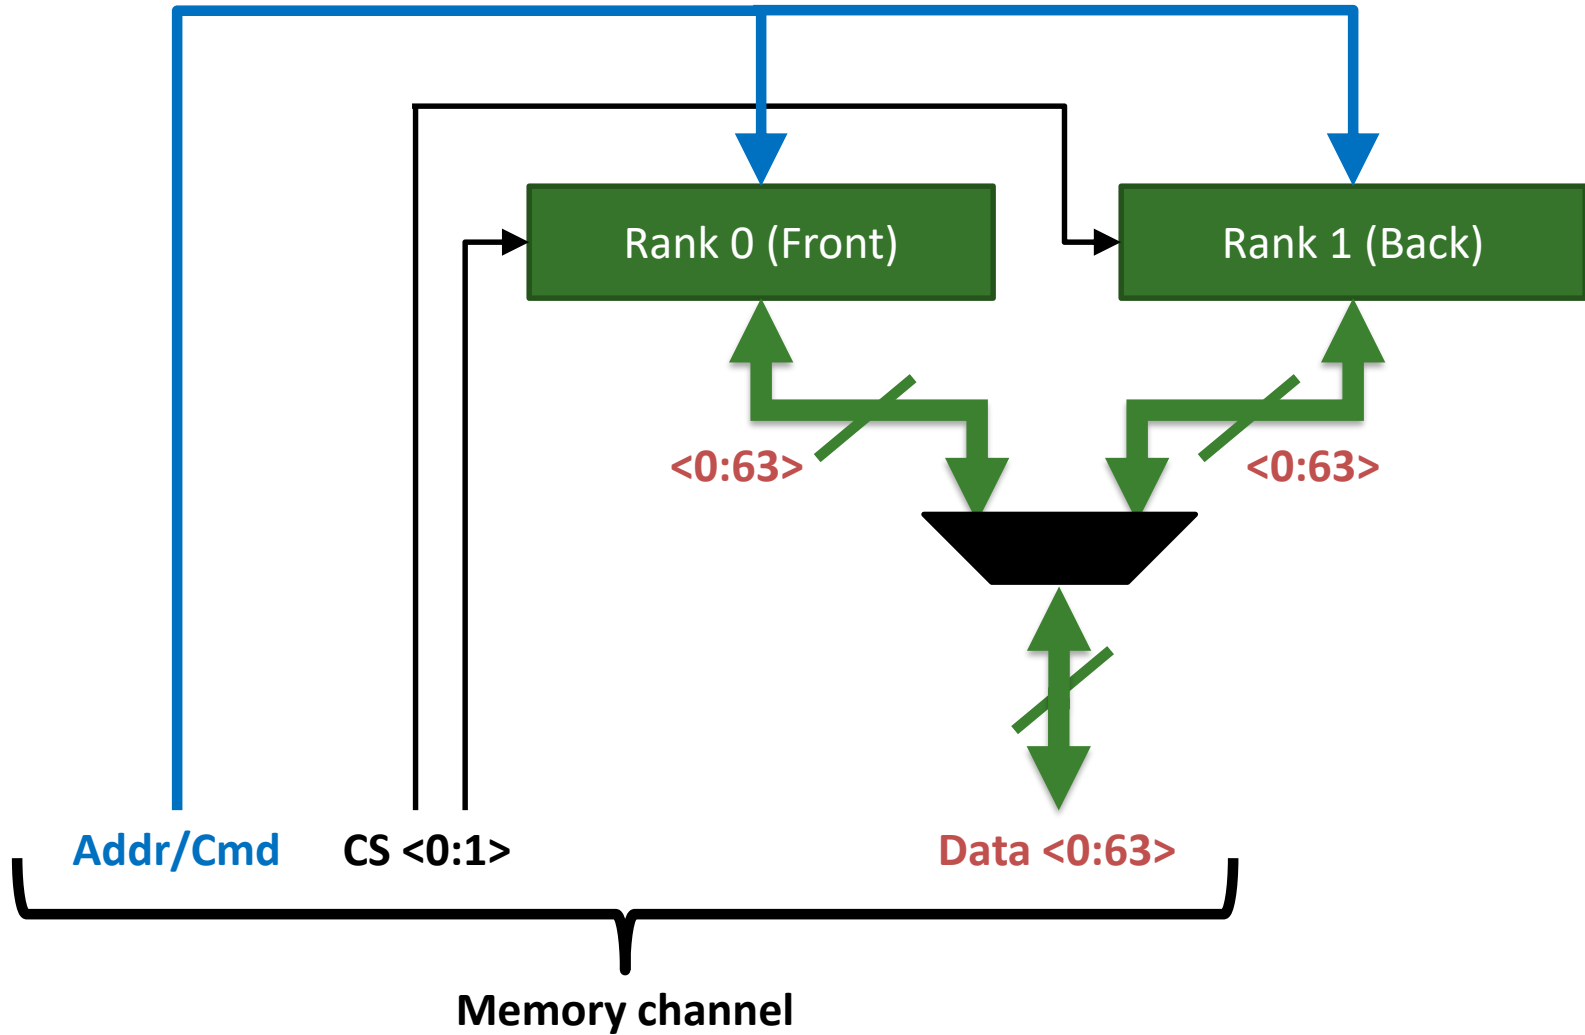 Rank 0 (Front)
Rank 1 (Back)
<0:63>
<0:63>
Addr/Cmd
CS <0:1>
Data <0:63>
Memory channel